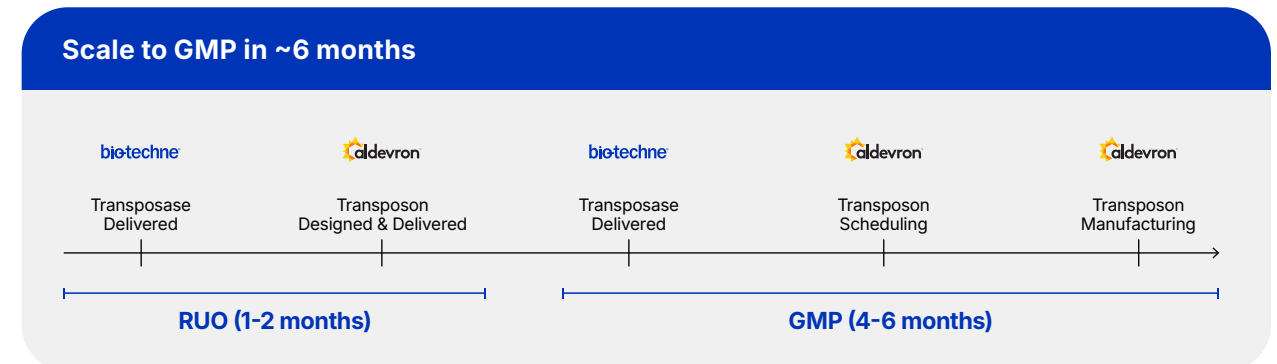 Scale to GMP in ~6 months
bio-techne
aldevron
bio-techne
aldevron
aldevron
Transposase
Delivered
Transposon
Designed & Delivered
Transposase
Delivered
Transposon
Scheduling
Transposon
Manufacturing
RUO (1-2 months)
GMP (4-6 months)